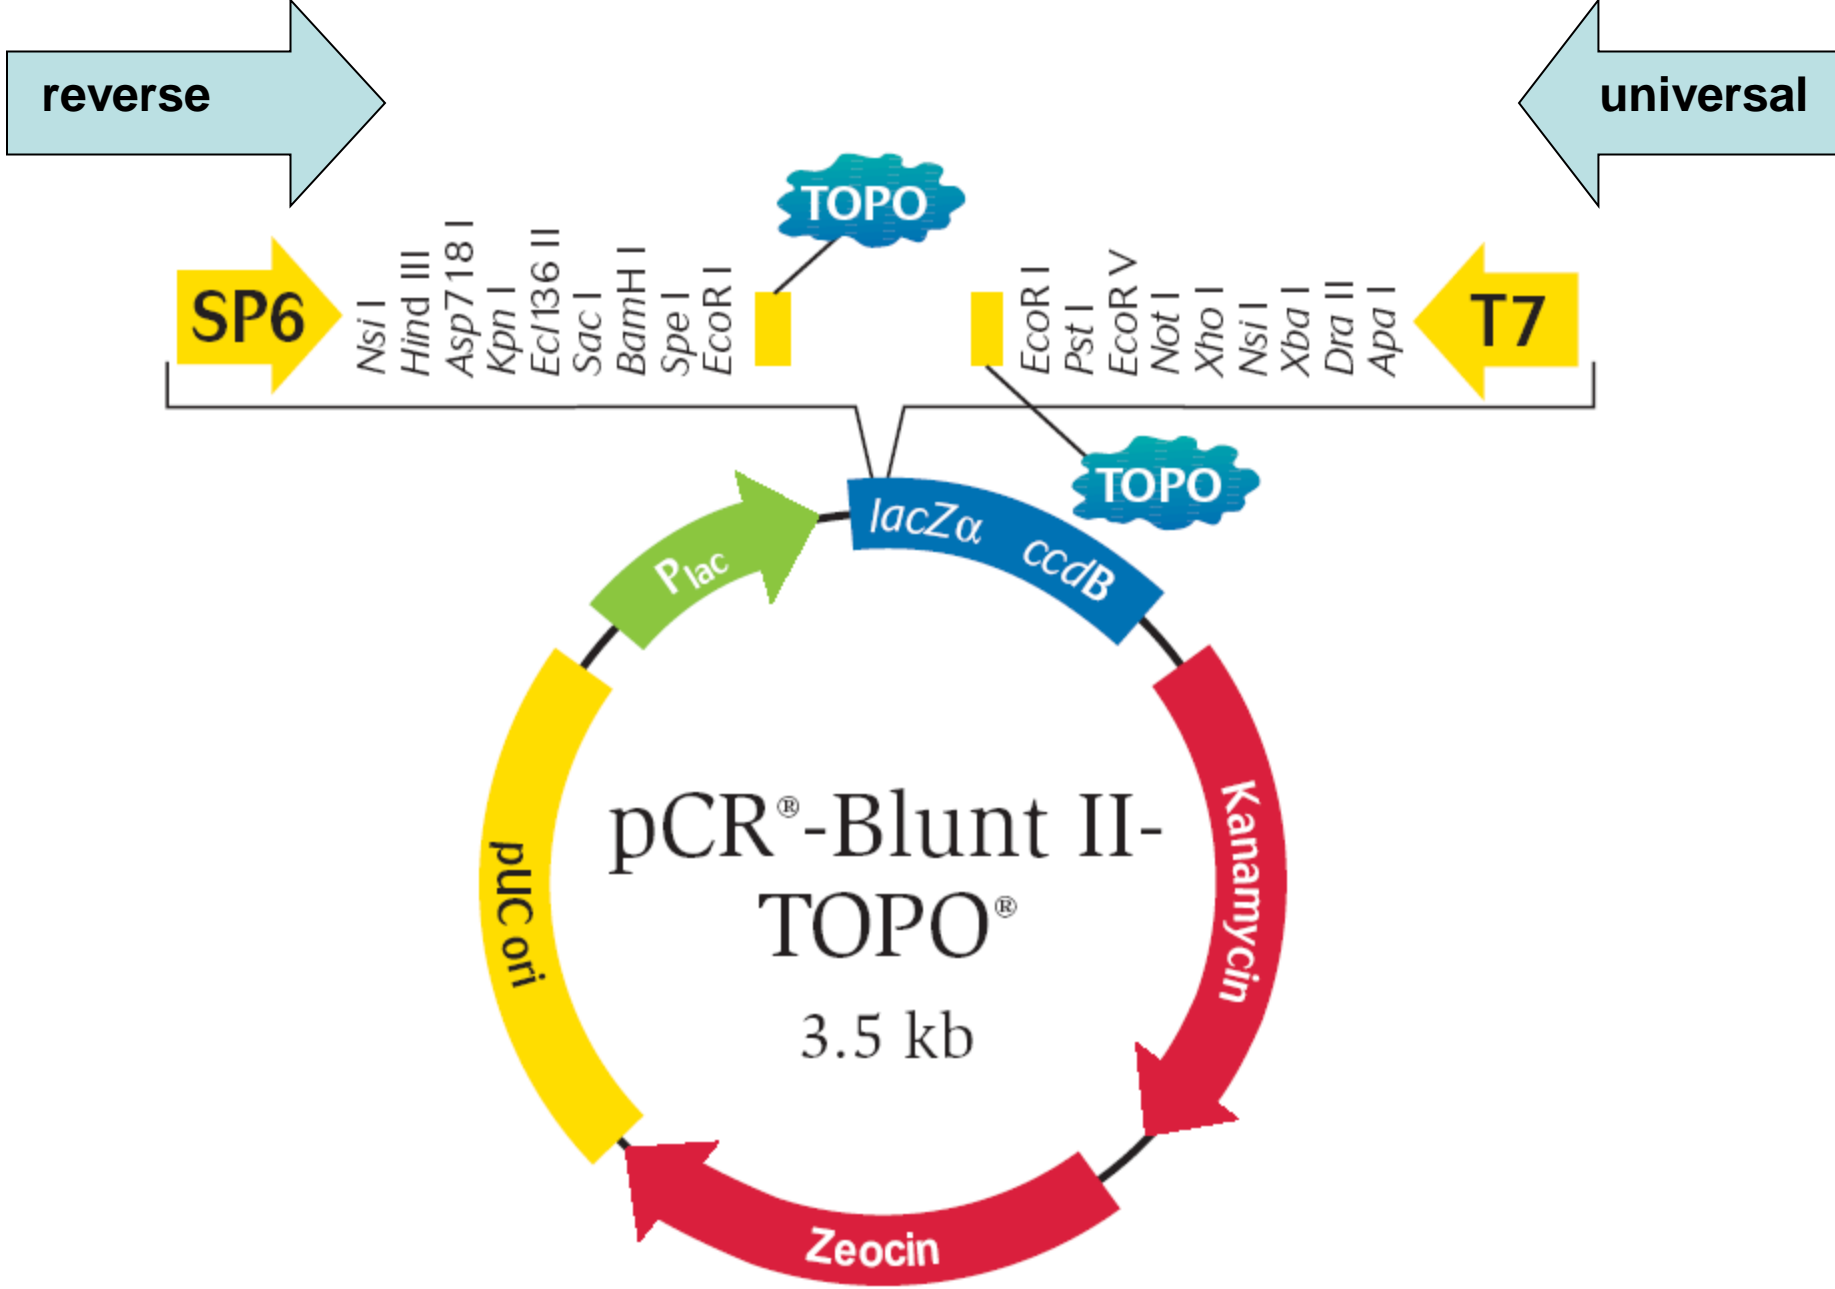 reverse
universal
TOPO
SP6
Nsi I
Hind III
Asp718 I
Kpn I
Ecl136 II
Sac I
BamH I
Spe I
EcoR I
EcoR I
Pst I
EcoR V
Not I
Xho I
Nsi I
Xba I
Dra II
Apa I
T7
TOPO
Plac
lacZα ccdB
Kanamycin
pUC ori
pCR®-Blunt II-
TOPO®
3.5 kb
Zeocin